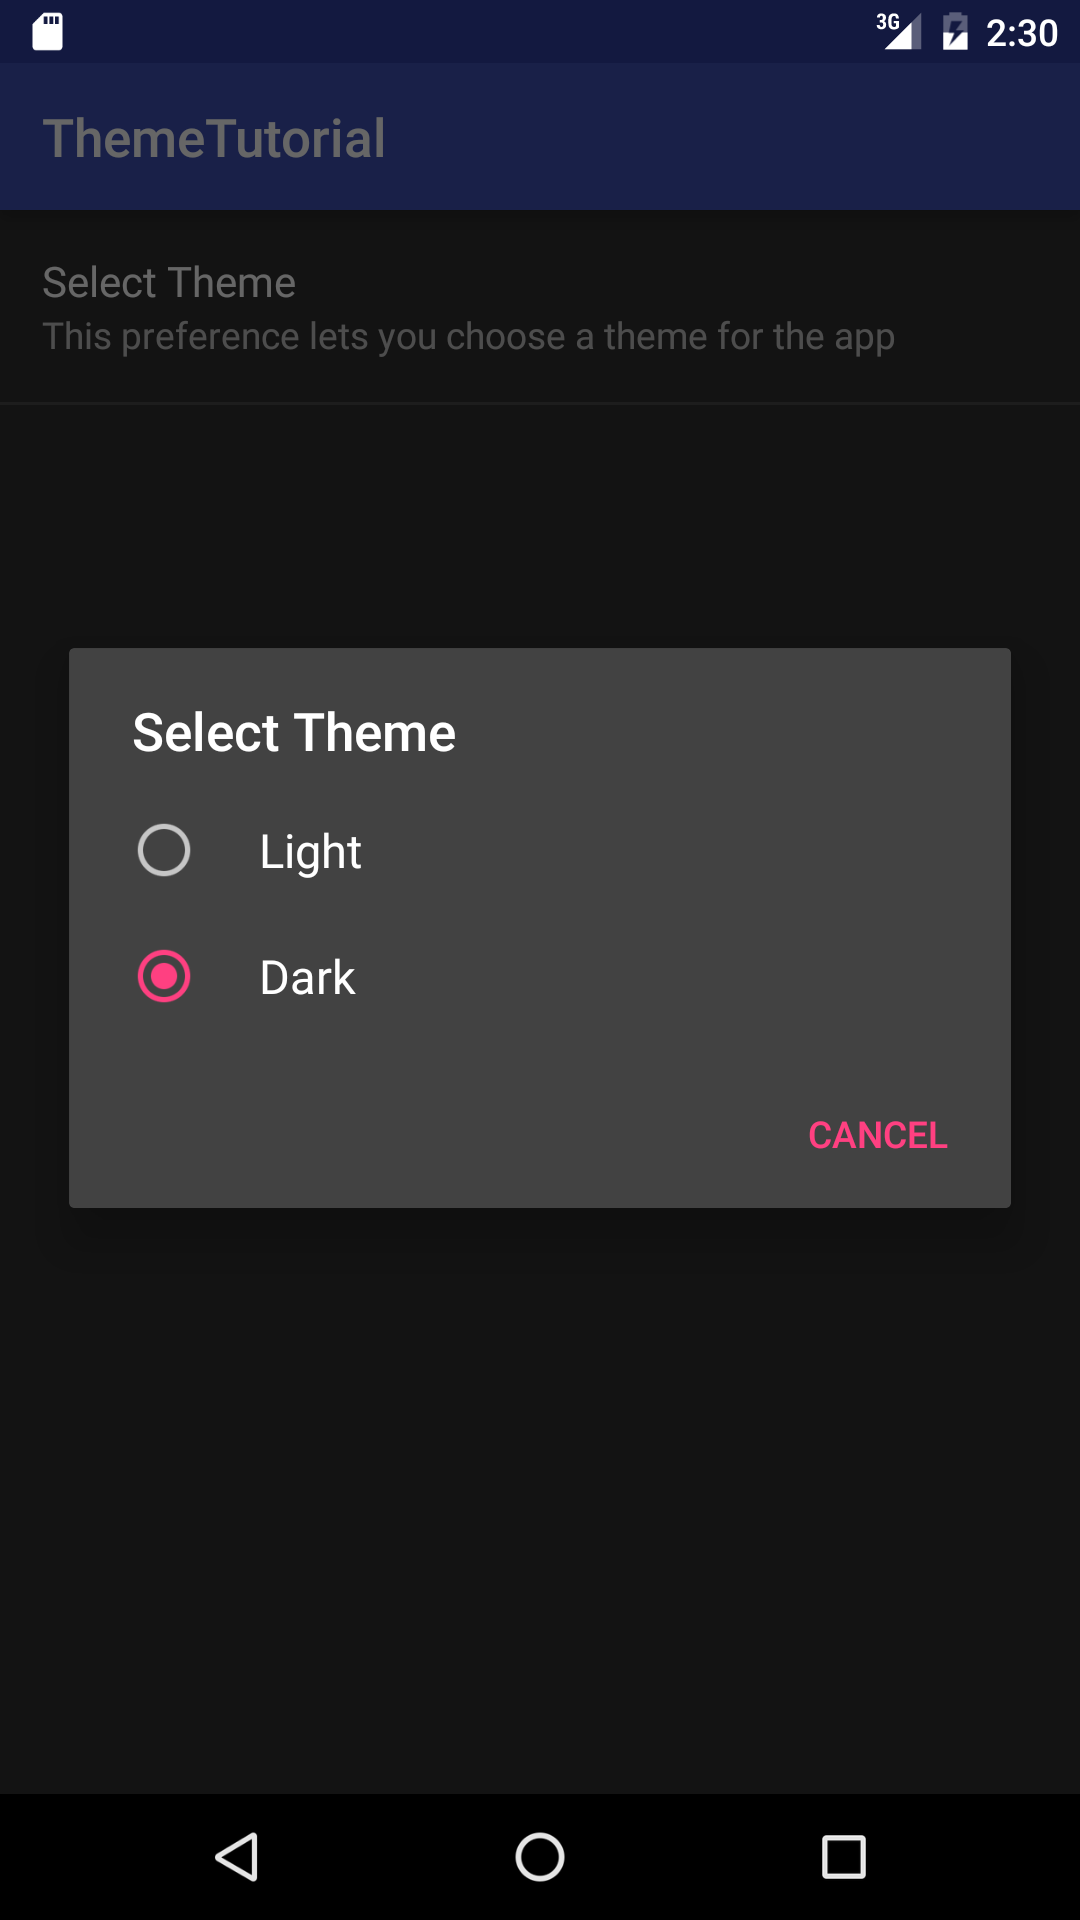 3G 2:30
ThemeTutorial
Select Theme
This preference lets you choose a theme for the app
Select Theme
Light
Dark
CANCEL